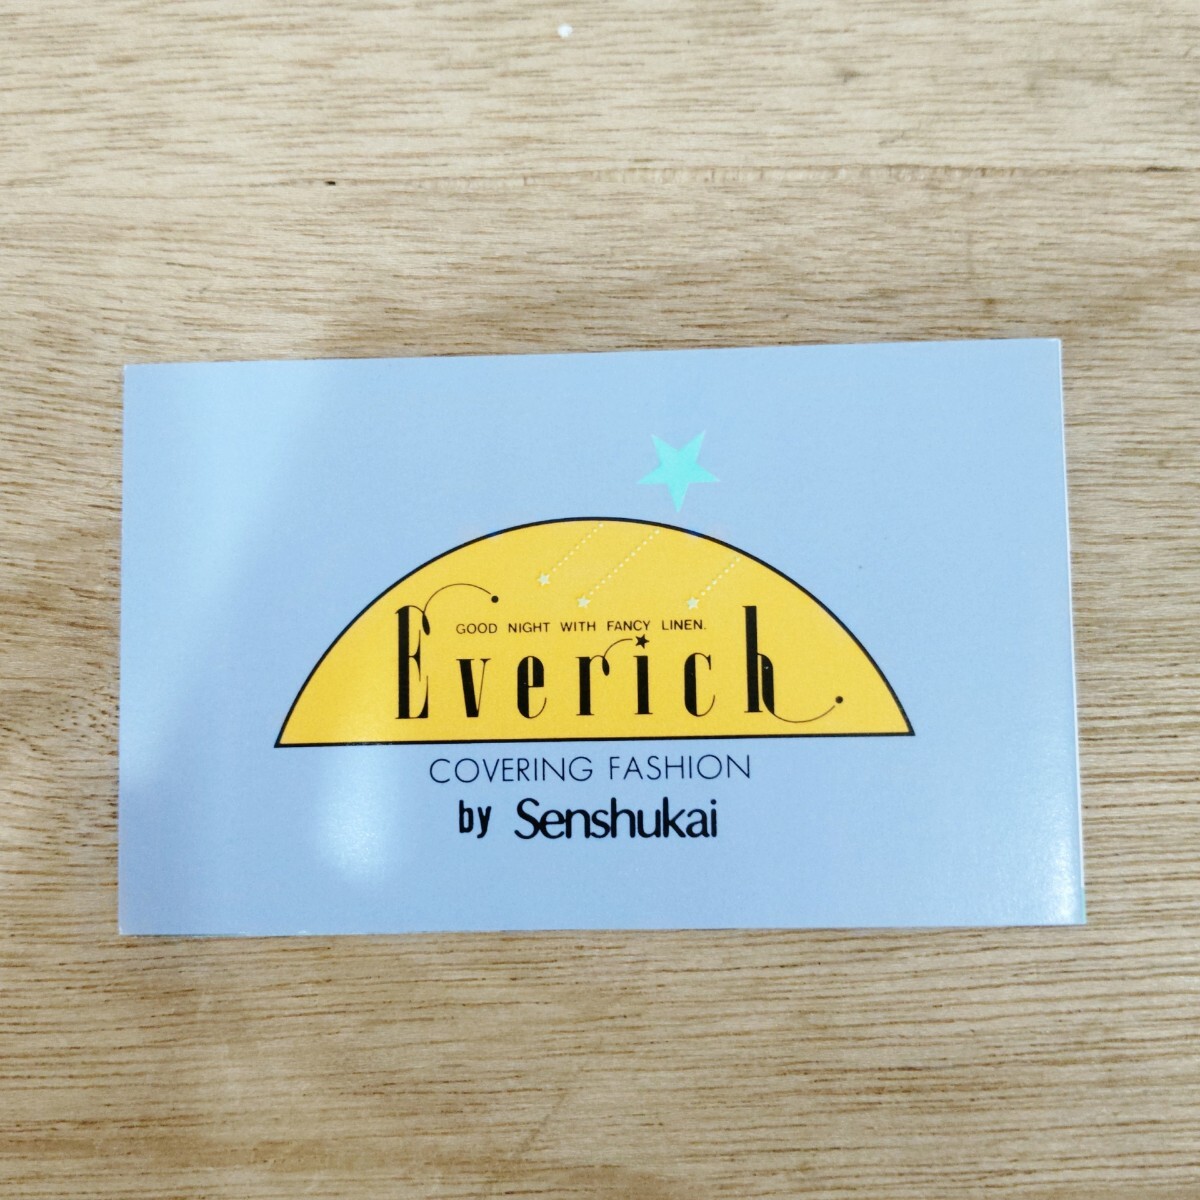 GOOD NIGHT WITH FANCY LINEN.
Everich
COVERING FASHION
by Senshukai